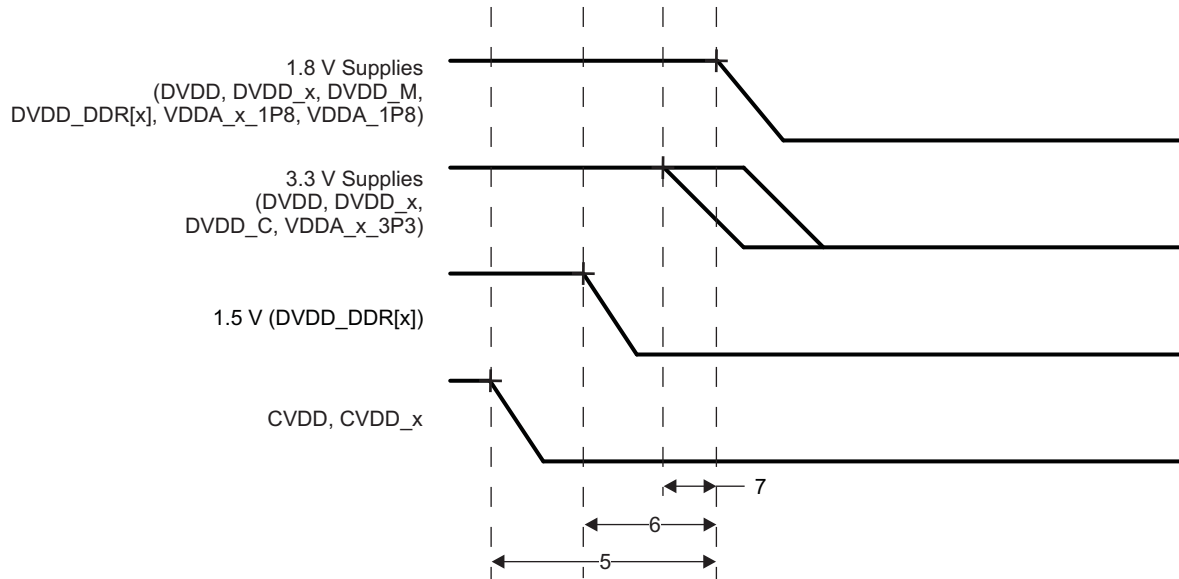 1.8 V Supplies
(DVDD, DVDD_x, DVDD_M,
DVDD_DDR[x], VDDA_x_1P8, VDDA_1P8)
3.3 V Supplies
(DVDD, DVDD_x,
DVDD_C, VDDA_x_3P3)
1.5 V (DVDD_DDR[x])
CVDD, CVDD_x
7
6
5